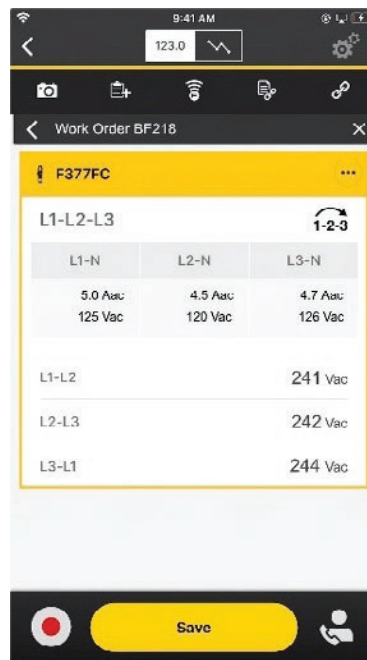 9:41 AM
123.0
Work Order BF218
F377FC
L1-L2-L3
1-2-3
L1-N L2-N L3-N
5.0 Aac 4.5 Aac 4.7 Aac
125 Vac 120 Vac 126 Vac
L1-L2 241 Vac
L2-L3 242 Vac
L3-L1 244 Vac
Save